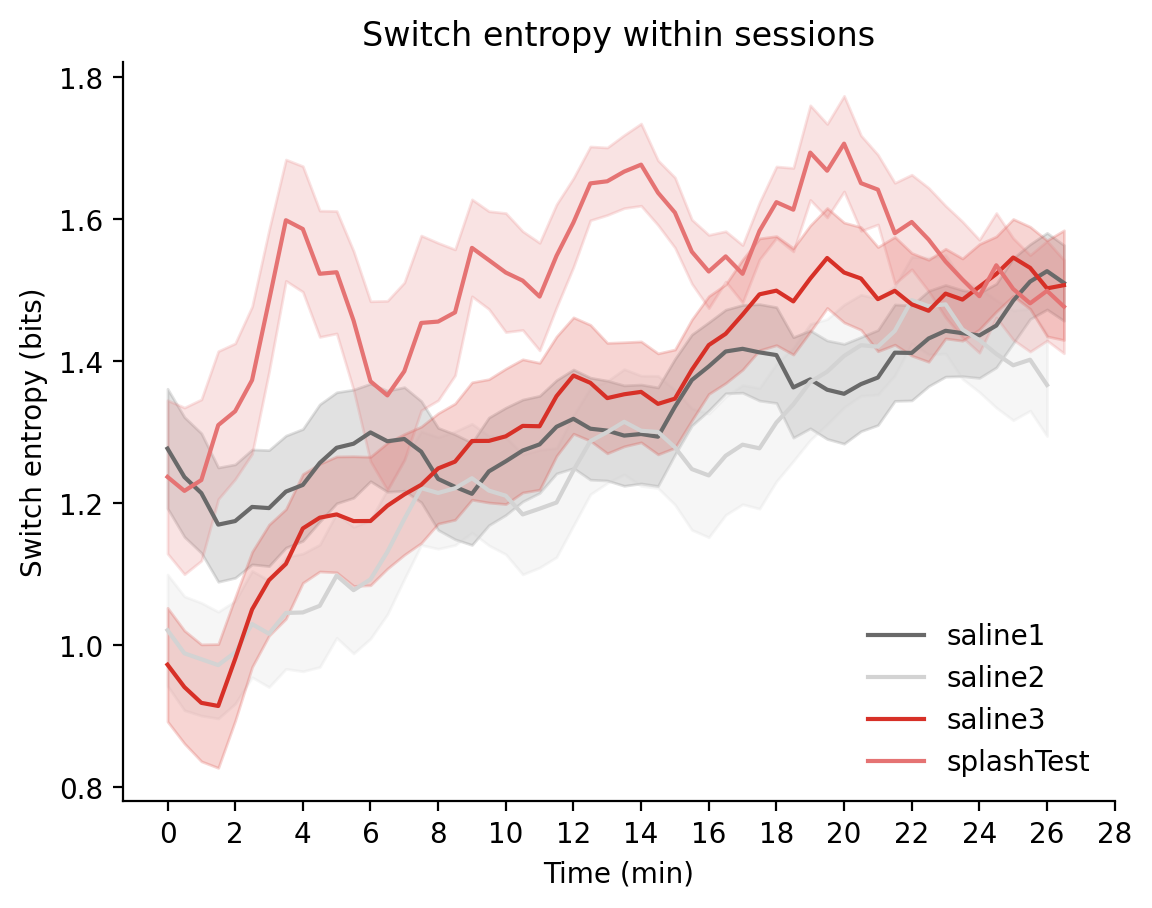 Switch entropy within sessions
Switch entropy (bits)
1.8
1.6
1.4
1.2
1.0
0.8
saline1
saline2
saline3
splashTest
0 2 4 6 8 10 12 14 16 18 20 22 24 26 28
Time (min)